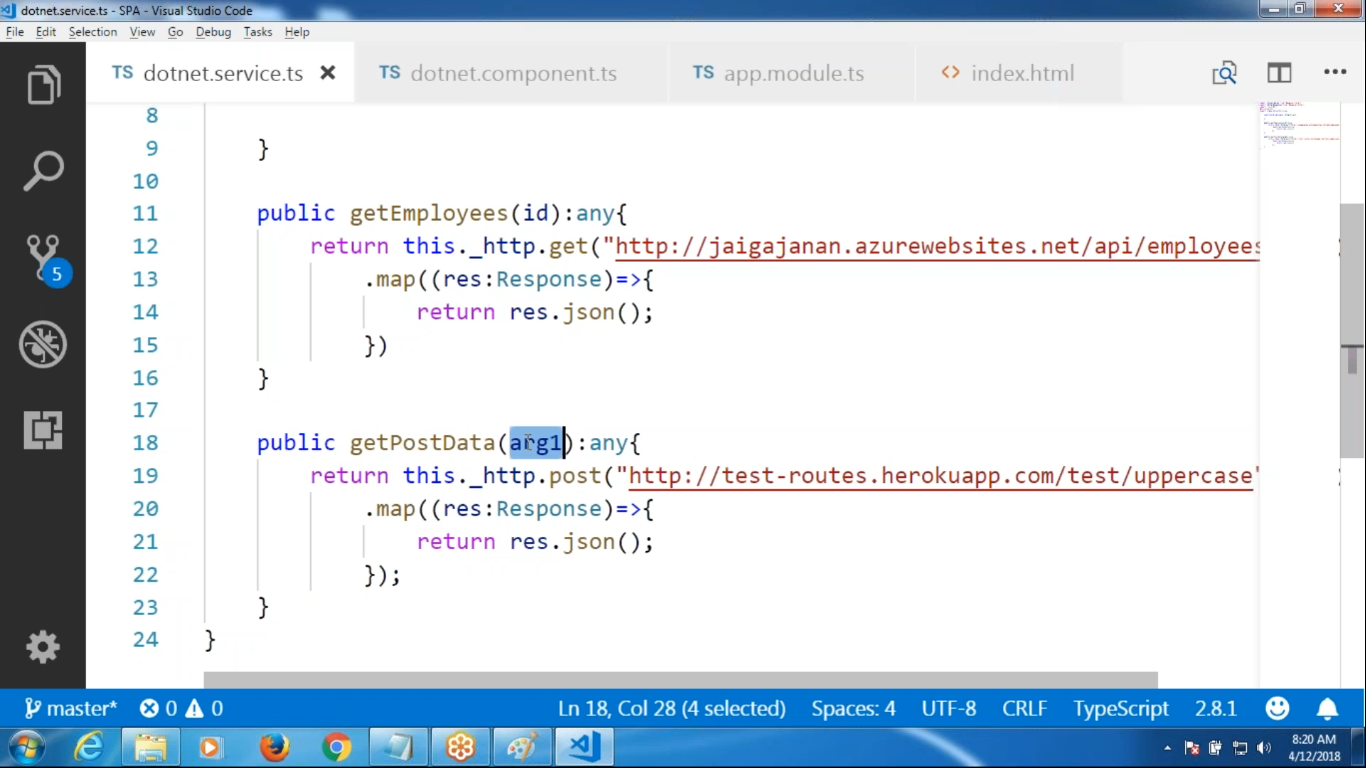 dotnet.service.ts - SPA - Visual Studio Code
File Edit Selection View Go Debug Tasks Help
TS dotnet.service.ts TS dotnet.component.ts TS app.module.ts <> index.html
8
9 }
10
11 public getEmployees(id):any{
12 return this._http.get("http://jaigajanan.azurewebsites.net/api/employees
13 .map((res:Response)=>{
14 return res.json();
15 })
16 }
17
18 public getPostData(arg1):any{
19 return this._http.post("http://test-routes.herokuapp.com/test/uppercase"
20 .map((res:Response)=>{
21 return res.json();
22 });
23 }
24 }
5
master* 0 0 Ln 18, Col 28 (4 selected) Spaces: 4 UTF-8 CRLF TypeScript 2.8.1
8:20 AM
4/12/2018